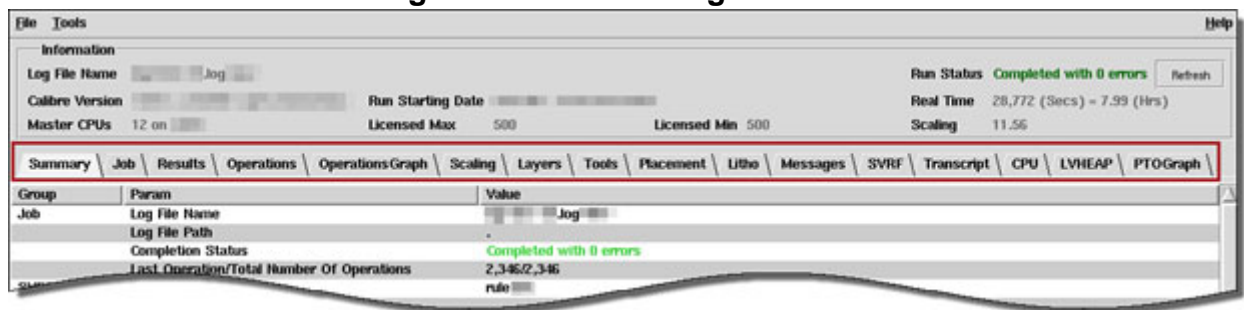 File Tools Help
Information
Log File Name .log Run Status Completed with 0 errors Refresh
Calibre Version Run Starting Date Real Time 28,772 (Secs) = 7.99 (Hrs)
Master CPUs 12 on Licensed Max 500 Licensed Min 500 Scaling 11.56
Summary Job Results Operations OperationsGraph Scaling Layers Tools Placement Litho Messages SVRF Transcript CPU LVHEAP PTOGraph
Group Param Value
Job Log File Name .log
Log File Path .
Completion Status Completed with 0 errors
Last Operation/Total Number Of Operations 2,346/2,346
rule